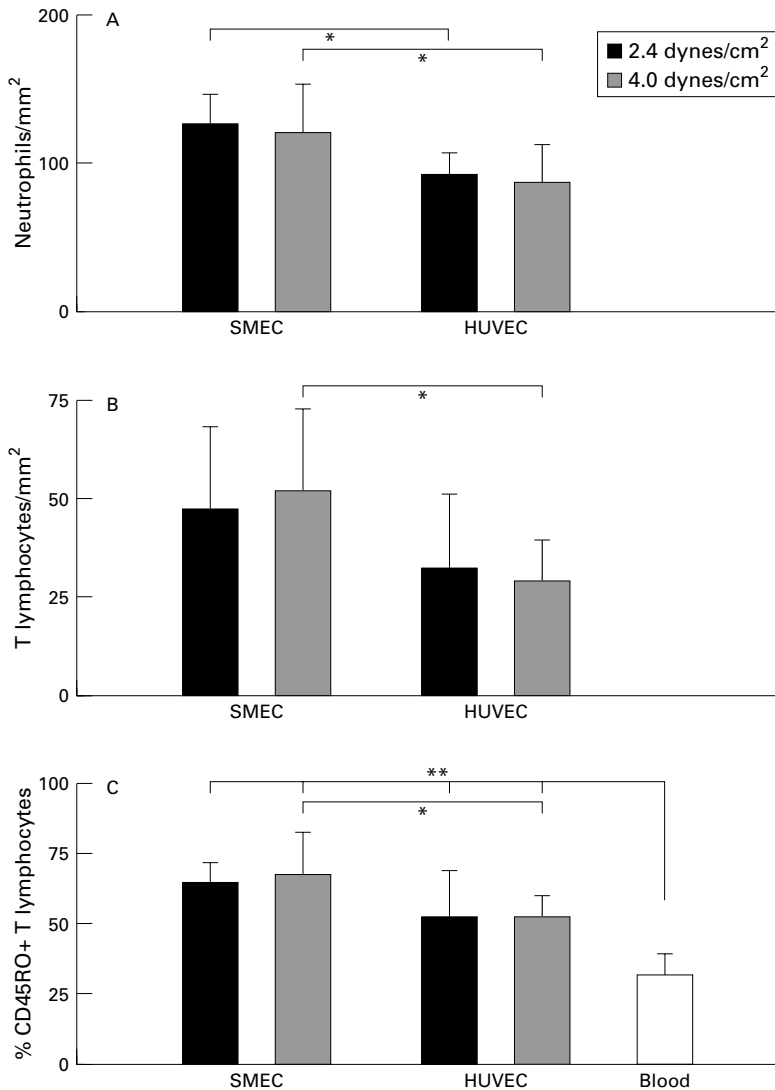 A
200
100
0
Neutrophils/mm²
*
*
2.4 dynes/cm²
4.0 dynes/cm²
SMEC
HUVEC
B
75
50
25
0
T lymphocytes/mm²
*
SMEC
HUVEC
C
100
75
50
25
0
% CD45RO+ T lymphocytes
**
*
SMEC
HUVEC
Blood